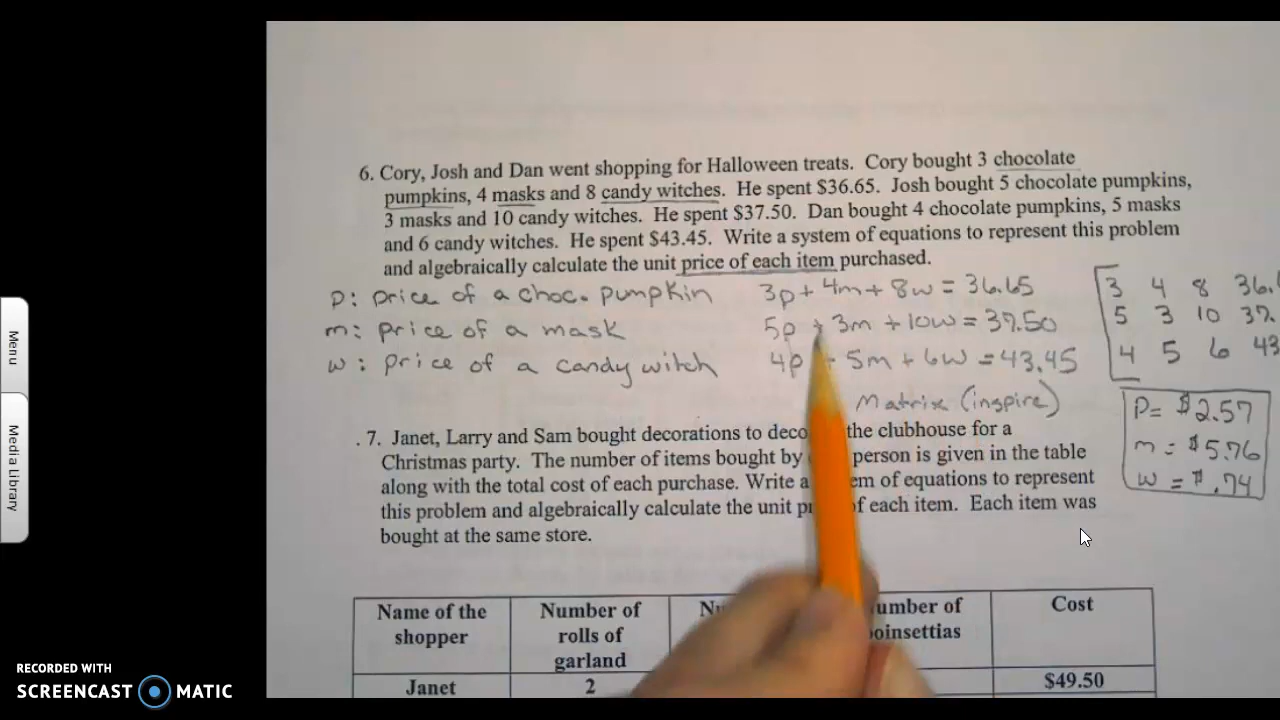 6. Cory, Josh and Dan went shopping for Halloween treats. Cory bought 3 chocolate
pumpkins, 4 masks and 8 candy witches. He spent $36.65. Josh bought 5 chocolate pumpkins,
3 masks and 10 candy witches. He spent $37.50. Dan bought 4 chocolate pumpkins, 5 masks
and 6 candy witches. He spent $43.45. Write a system of equations to represent this problem
and algebraically calculate the unit price of each item purchased.
p: price of a choc. pumpkin
m: price of a mask
w: price of a candy witch
3p + 4m + 8w = 36.65
5p + 3m + 10w = 37.50
4p + 5m + 6w = 43.45
Matrix (inspire)
3 4 8 36.
5 3 10 37.
4 5 6 43
P= $2.57
m = $5.76
w = $.74
. 7. Janet, Larry and Sam bought decorations to deco the clubhouse for a
Christmas party. The number of items bought by person is given in the table
along with the total cost of each purchase. Write a em of equations to represent
this problem and algebraically calculate the unit p of each item. Each item was
bought at the same store.
Name of the shopper
Number of rolls of garland
umber of oinsettias
Cost
Janet 2 $49.50
Menu
Media Library
RECORDED WITH
SCREENCAST MATIC